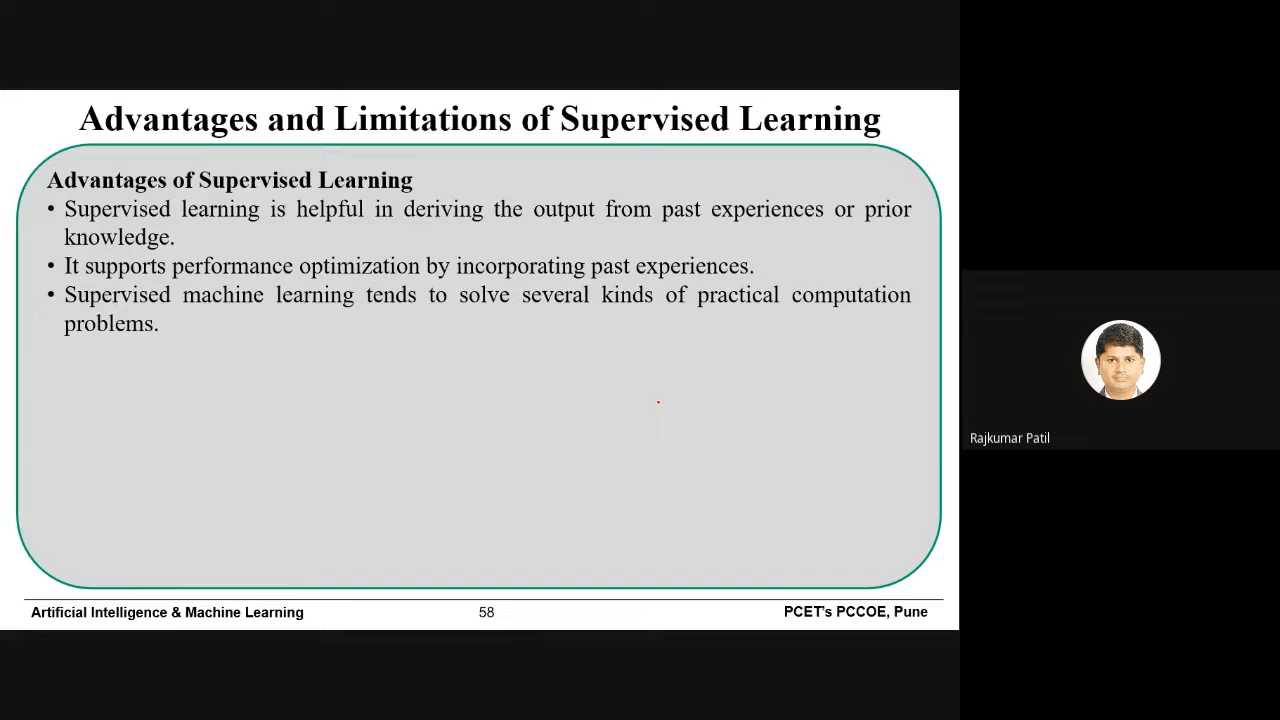 Advantages and Limitations of Supervised Learning
Advantages of Supervised Learning
• Supervised learning is helpful in deriving the output from past experiences or prior
knowledge.
• It supports performance optimization by incorporating past experiences.
• Supervised machine learning tends to solve several kinds of practical computation
problems.
Artificial Intelligence & Machine Learning
58
PCET's PCCOE, Pune
Rajkumar Patil